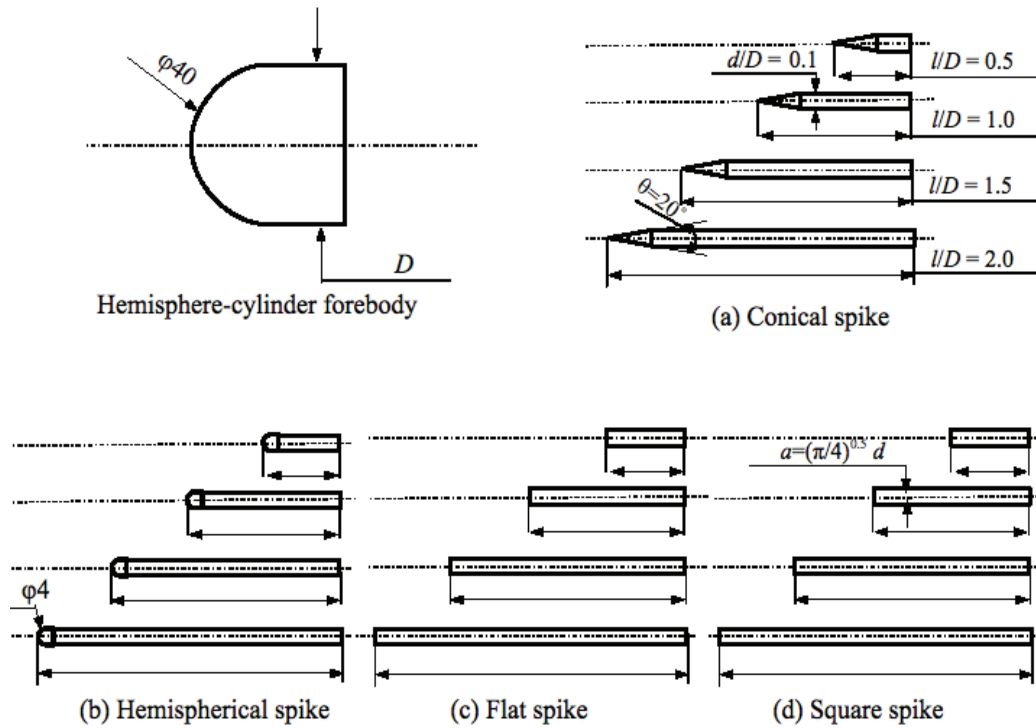 φ40
D
Hemisphere-cylinder forebody
d/D = 0.1
l/D = 0.5
l/D = 1.0
l/D = 1.5
θ=20°
l/D = 2.0
(a) Conical spike
φ4
(b) Hemispherical spike
a=(π/4)^0.5 d
(c) Flat spike
(d) Square spike